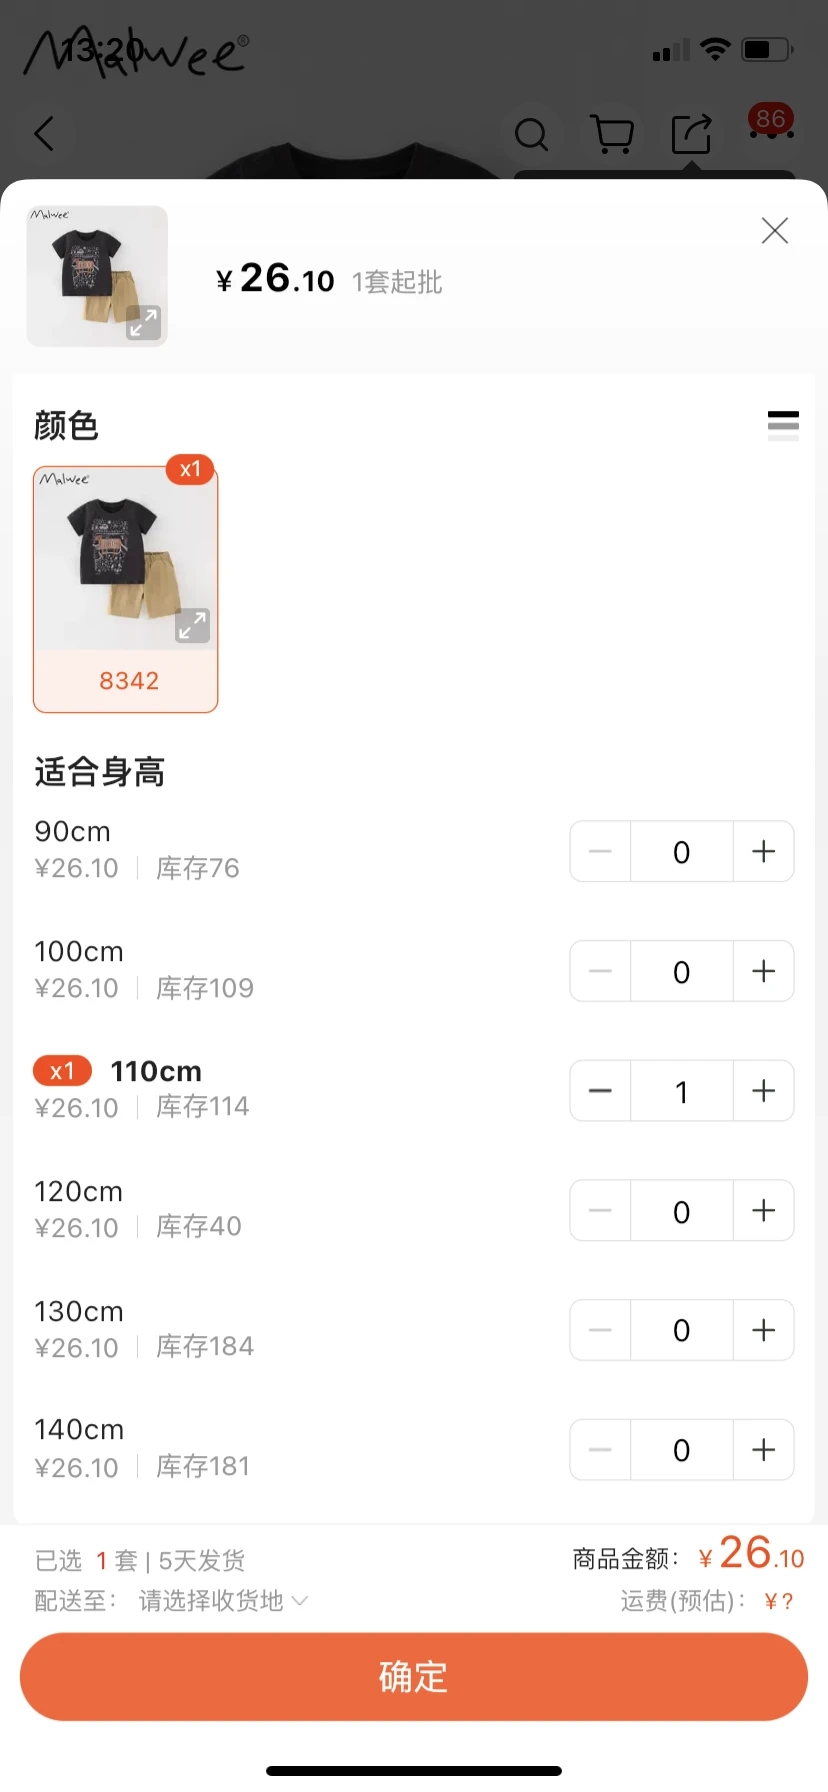 Malwee®
13:20
86
Malwee
¥26.10 1套起批
颜色
x1
Malwee
8342
适合身高
90cm
¥26.10 库存76
0
100cm
¥26.10 库存109
0
x1 110cm
¥26.10 库存114
1
120cm
¥26.10 库存40
0
130cm
¥26.10 库存184
0
140cm
¥26.10 库存181
0
已选 1 套 | 5天发货
商品金额： ¥26.10
配送至： 请选择收货地
运费(预估)： ¥?
确定